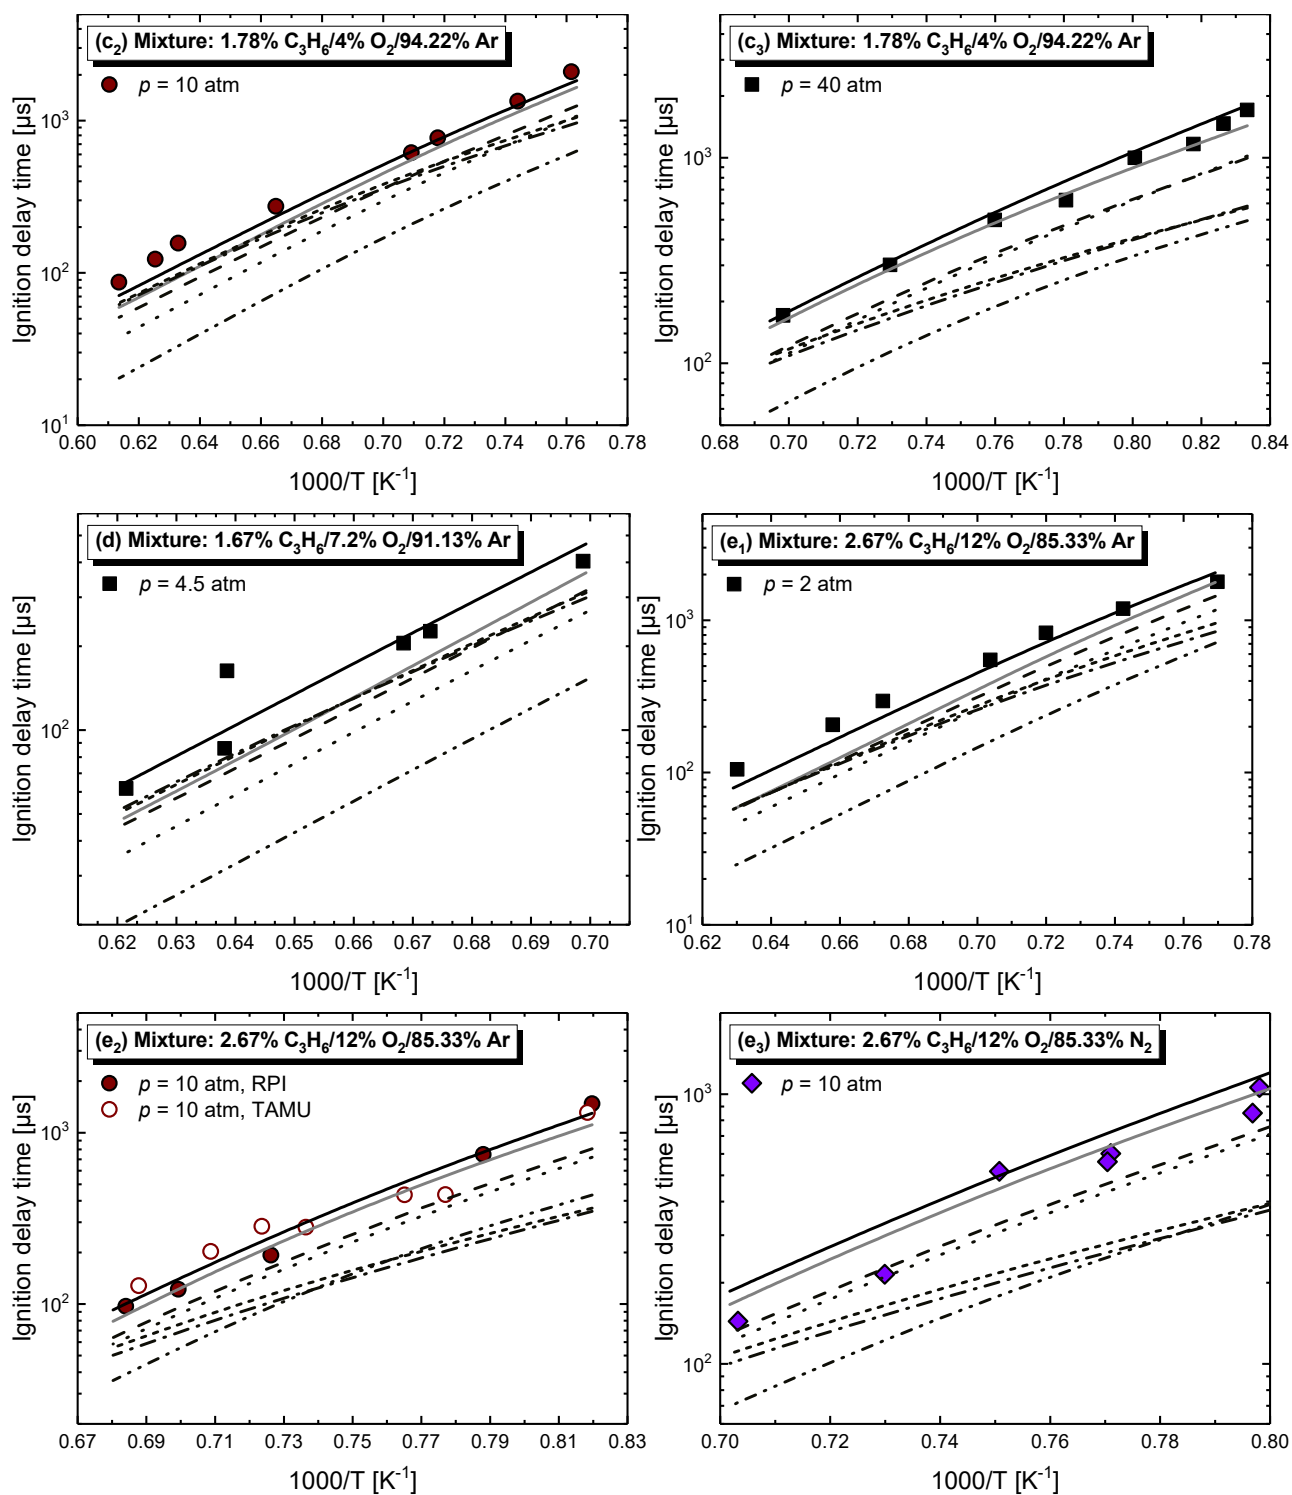 (c₂) Mixture: 1.78% C₃H₆/4% O₂/94.22% Ar
p = 10 atm
Ignition delay time [µs]
10³
10²
10¹
0.60 0.62 0.64 0.66 0.68 0.70 0.72 0.74 0.76 0.78
1000/T [K⁻¹]
(c₃) Mixture: 1.78% C₃H₆/4% O₂/94.22% Ar
p = 40 atm
Ignition delay time [µs]
10³
10²
0.68 0.70 0.72 0.74 0.76 0.78 0.80 0.82 0.84
1000/T [K⁻¹]
(d) Mixture: 1.67% C₃H₆/7.2% O₂/91.13% Ar
p = 4.5 atm
Ignition delay time [µs]
10²
0.62 0.63 0.64 0.65 0.66 0.67 0.68 0.69 0.70
1000/T [K⁻¹]
(e₁) Mixture: 2.67% C₃H₆/12% O₂/85.33% Ar
p = 2 atm
Ignition delay time [µs]
10³
10²
10¹
0.62 0.64 0.66 0.68 0.70 0.72 0.74 0.76 0.78
1000/T [K⁻¹]
(e₂) Mixture: 2.67% C₃H₆/12% O₂/85.33% Ar
p = 10 atm, RPI
p = 10 atm, TAMU
Ignition delay time [µs]
10³
10²
0.67 0.69 0.71 0.73 0.75 0.77 0.79 0.81 0.83
1000/T [K⁻¹]
(e₃) Mixture: 2.67% C₃H₆/12% O₂/85.33% N₂
p = 10 atm
Ignition delay time [µs]
10³
10²
0.70 0.72 0.74 0.76 0.78 0.80
1000/T [K⁻¹]